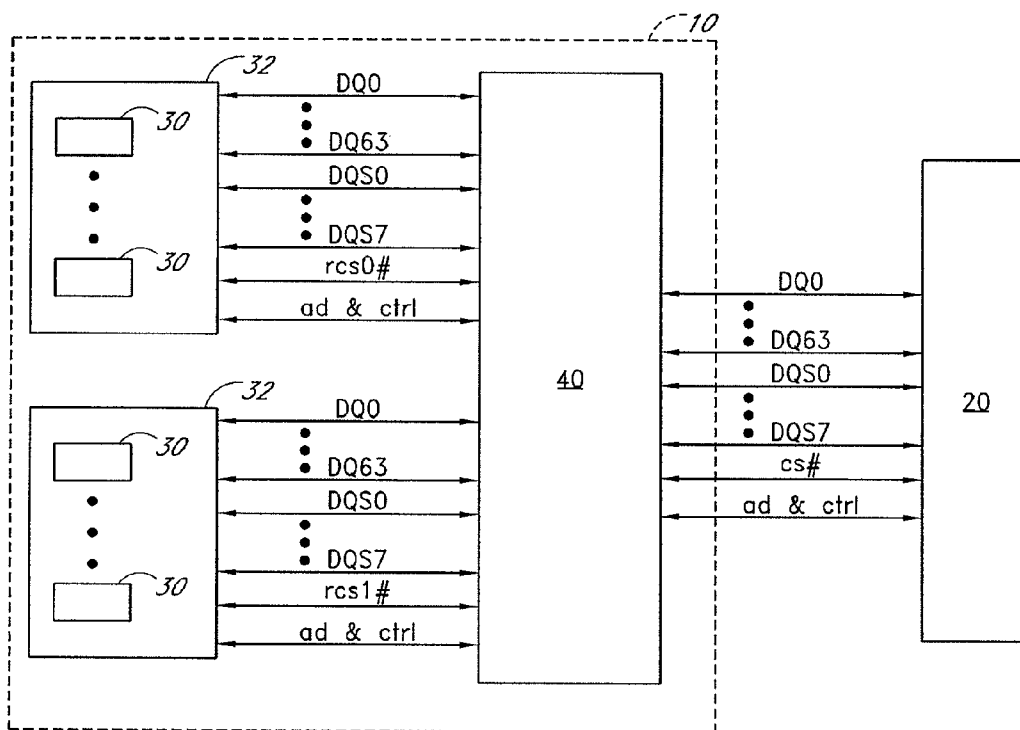 10
32
30
30
DQ0
DQ63
DQS0
DQS7
rcs0#
ad & ctrl
32
30
30
DQ0
DQ63
DQS0
DQS7
rcs1#
ad & ctrl
40
DQ0
DQ63
DQS0
DQS7
cs#
ad & ctrl
20